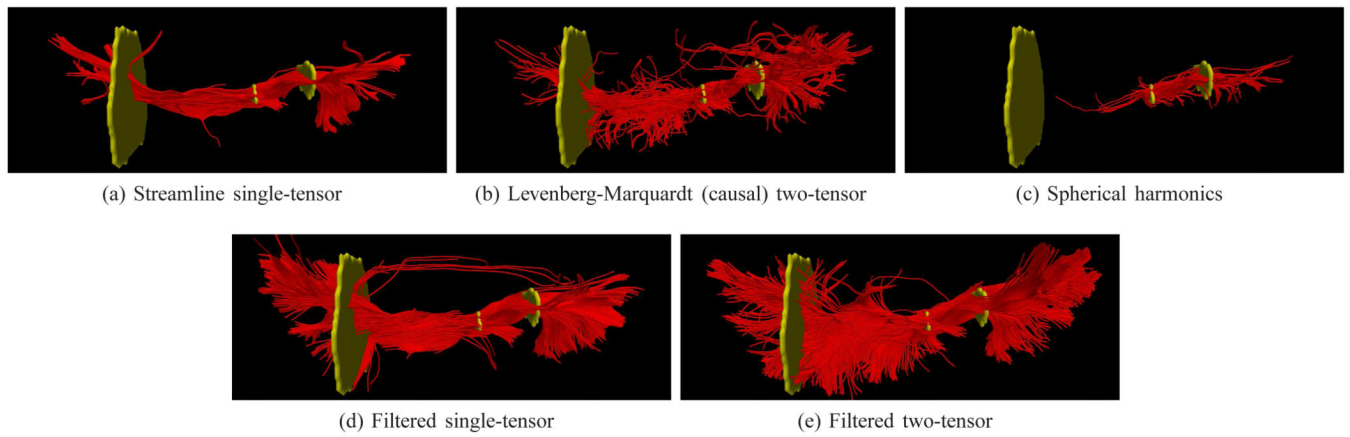 (a) Streamline single-tensor
(b) Levenberg-Marquardt (causal) two-tensor
(c) Spherical harmonics
(d) Filtered single-tensor
(e) Filtered two-tensor